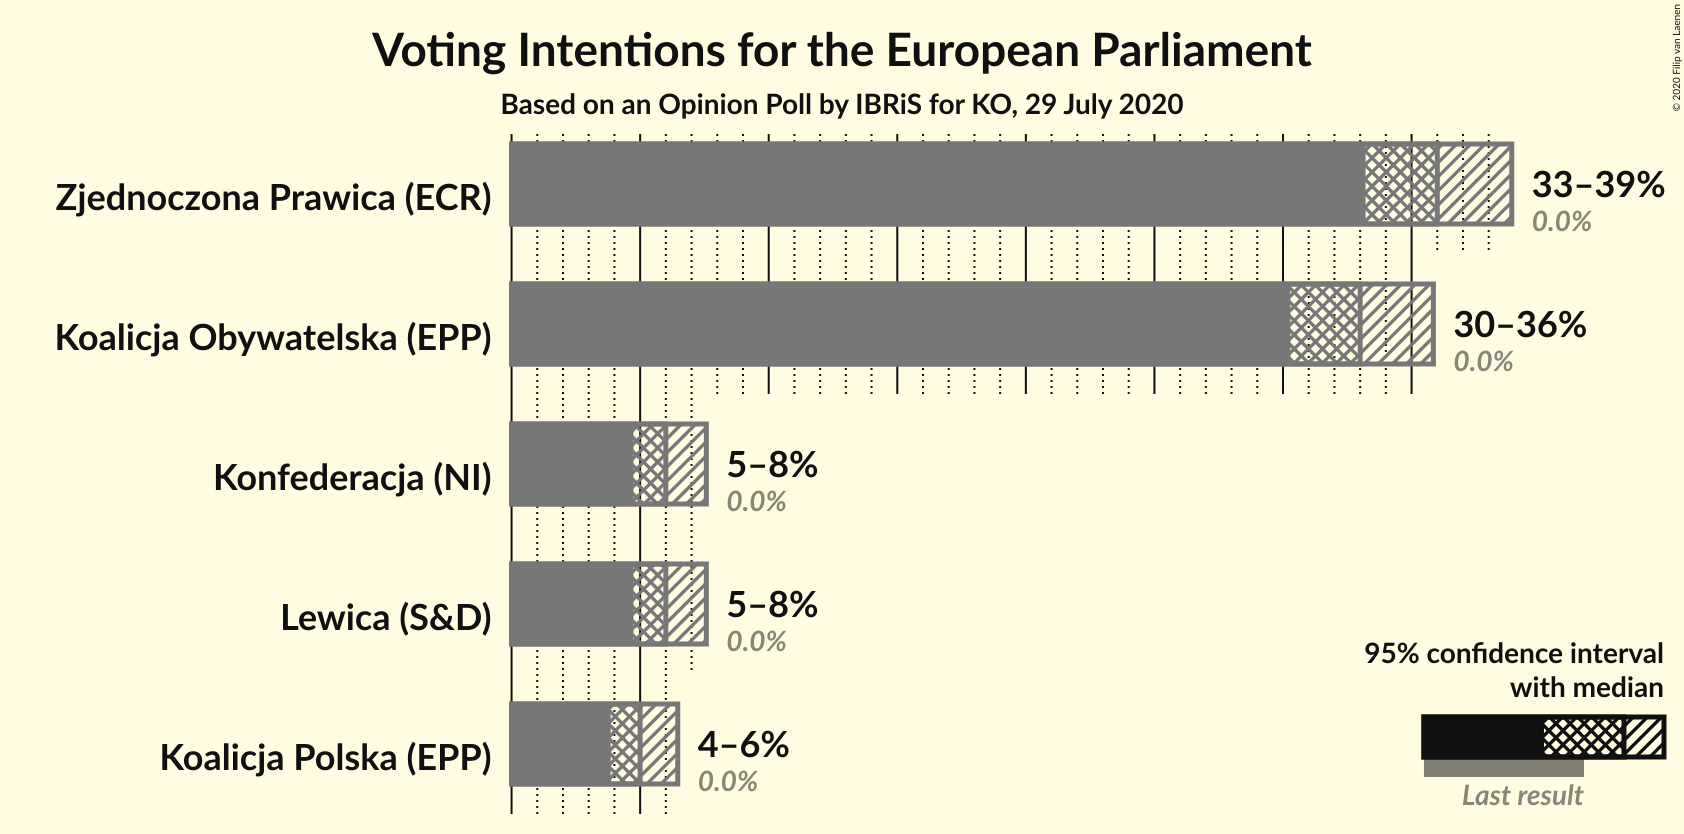 Voting Intentions for the European Parliament
Based on an Opinion Poll by IBRiS for KO, 29 July 2020
© 2020 Filip van Laenen
Zjednoczona Prawica (ECR)
33–39%
0.0%
Koalicja Obywatelska (EPP)
30–36%
0.0%
Konfederacja (NI)
5–8%
0.0%
Lewica (S&D)
5–8%
0.0%
Koalicja Polska (EPP)
4–6%
0.0%
95% confidence interval
with median
Last result